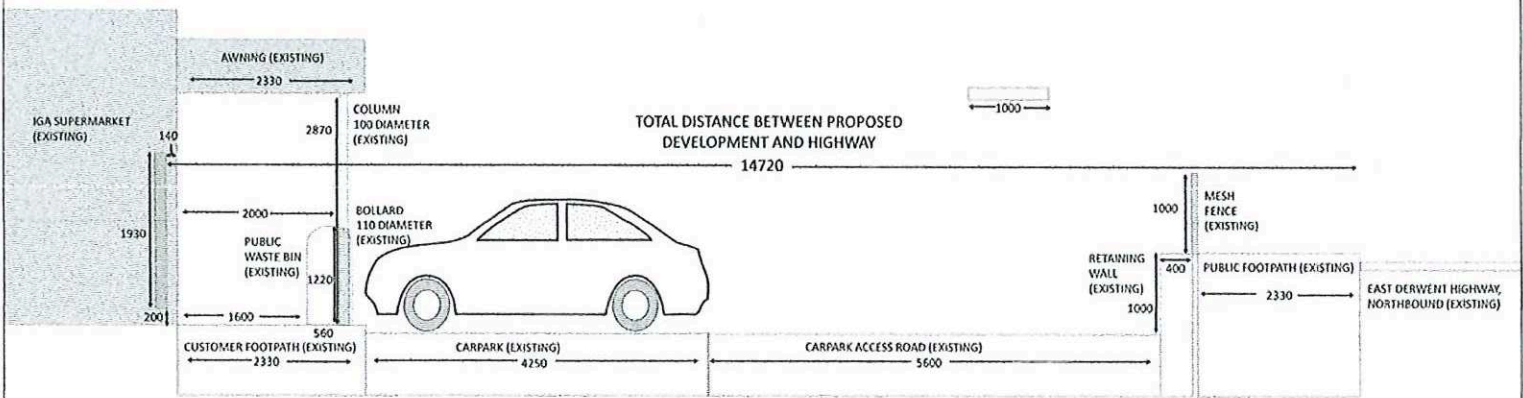 AWNING (EXISTING)
2330
IGA SUPERMARKET
(EXISTING)
140
2870
COLUMN
100 DIAMETER
(EXISTING)
1000
TOTAL DISTANCE BETWEEN PROPOSED
DEVELOPMENT AND HIGHWAY
14720
1930
2000
BOLLARD
110 DIAMETER
(EXISTING)
PUBLIC
WASTE BIN
(EXISTING)
1220
1000
MESH
FENCE
(EXISTING)
RETAINING
WALL
(EXISTING)
400
1000
PUBLIC FOOTPATH (EXISTING)
2330
EAST DERWENT HIGHWAY,
NORTHBOUND (EXISTING)
200
1600
560
CUSTOMER FOOTPATH (EXISTING)
2330
CARPARK (EXISTING)
4250
CARPARK ACCESS ROAD (EXISTING)
5600